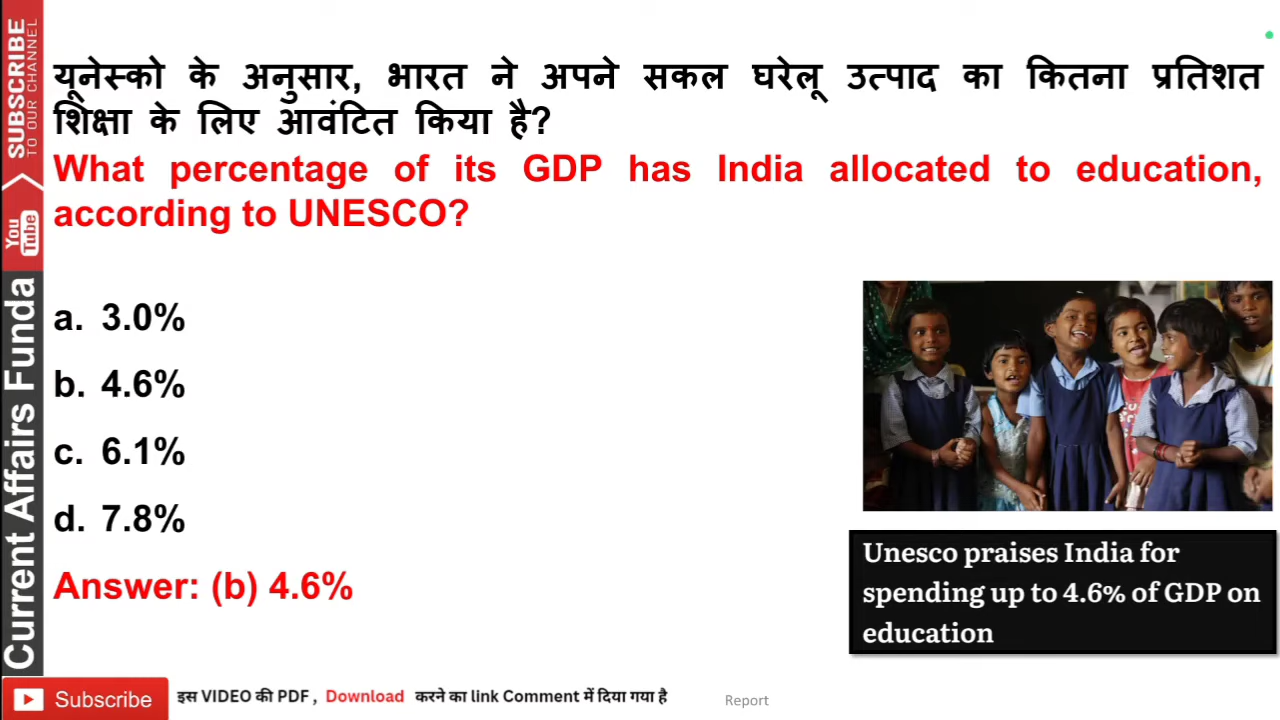 SUBSCRIBE
TO OUR CHANNEL
You
Tube
Current Affairs Funda
यूनेस्को के अनुसार, भारत ने अपने सकल घरेलू उत्पाद का कितना प्रतिशत
शिक्षा के लिए आवंटित किया है?
What percentage of its GDP has India allocated to education,
according to UNESCO?
a. 3.0%
b. 4.6%
c. 6.1%
d. 7.8%
Answer: (b) 4.6%
Unesco praises India for
spending up to 4.6% of GDP on
education
Subscribe
इस VIDEO की PDF , Download करने का link Comment में दिया गया है
Report